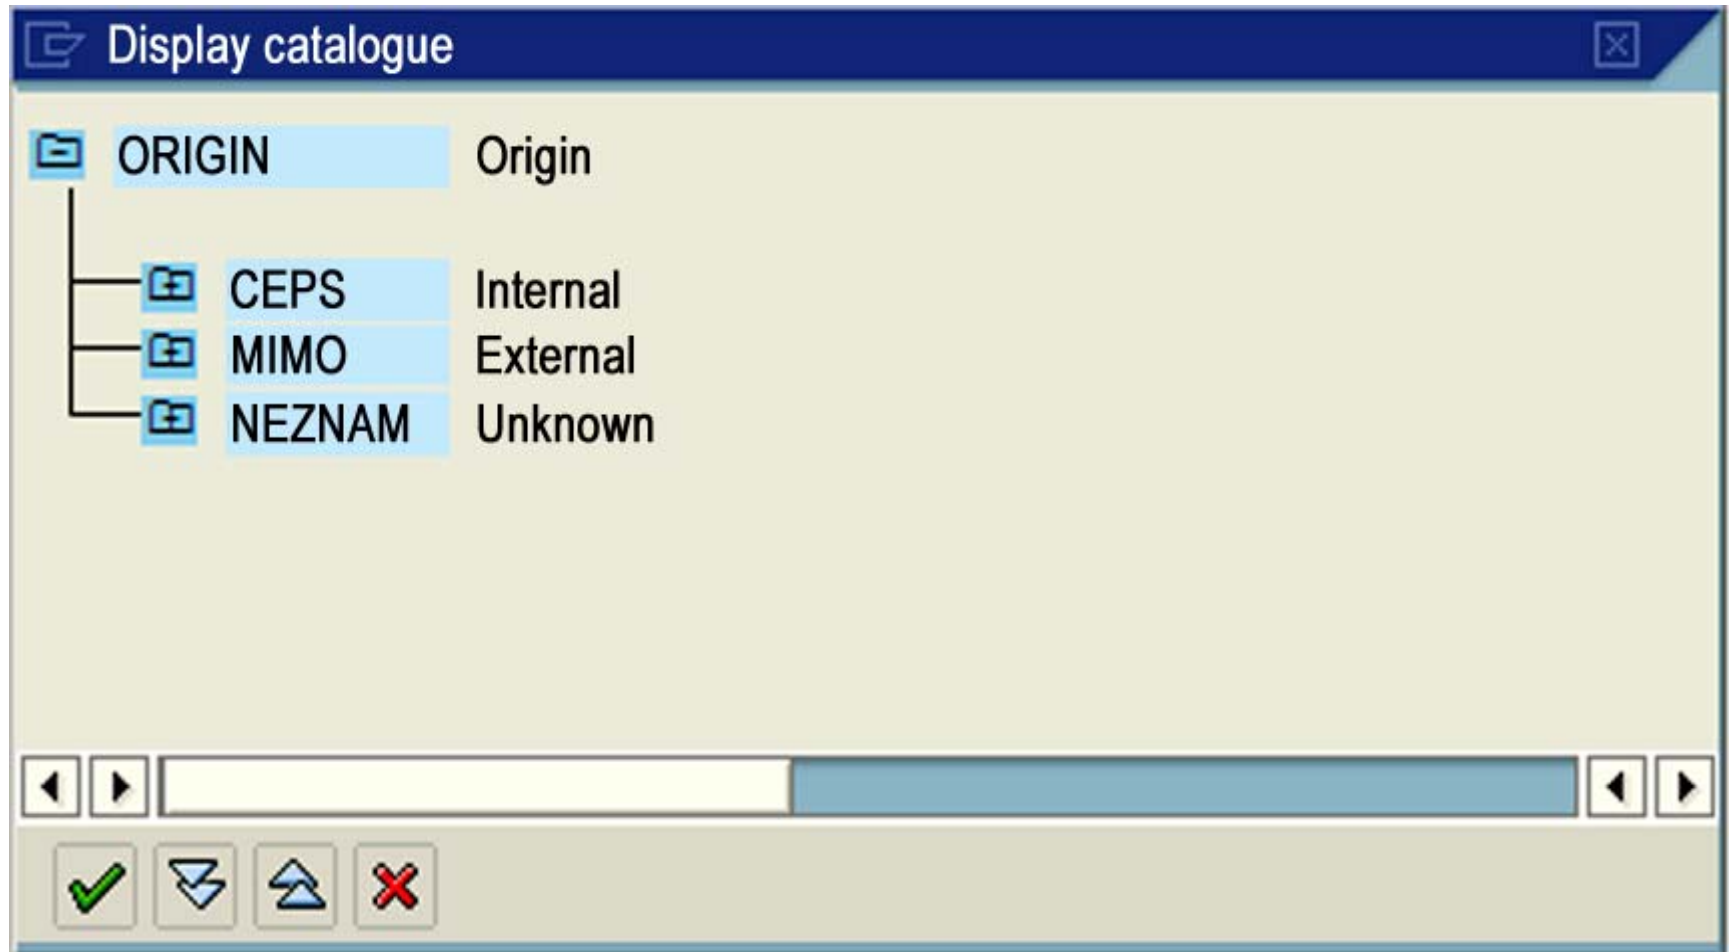 Display catalogue
ORIGIN Origin
CEPS Internal
MIMO External
NEZNAM Unknown